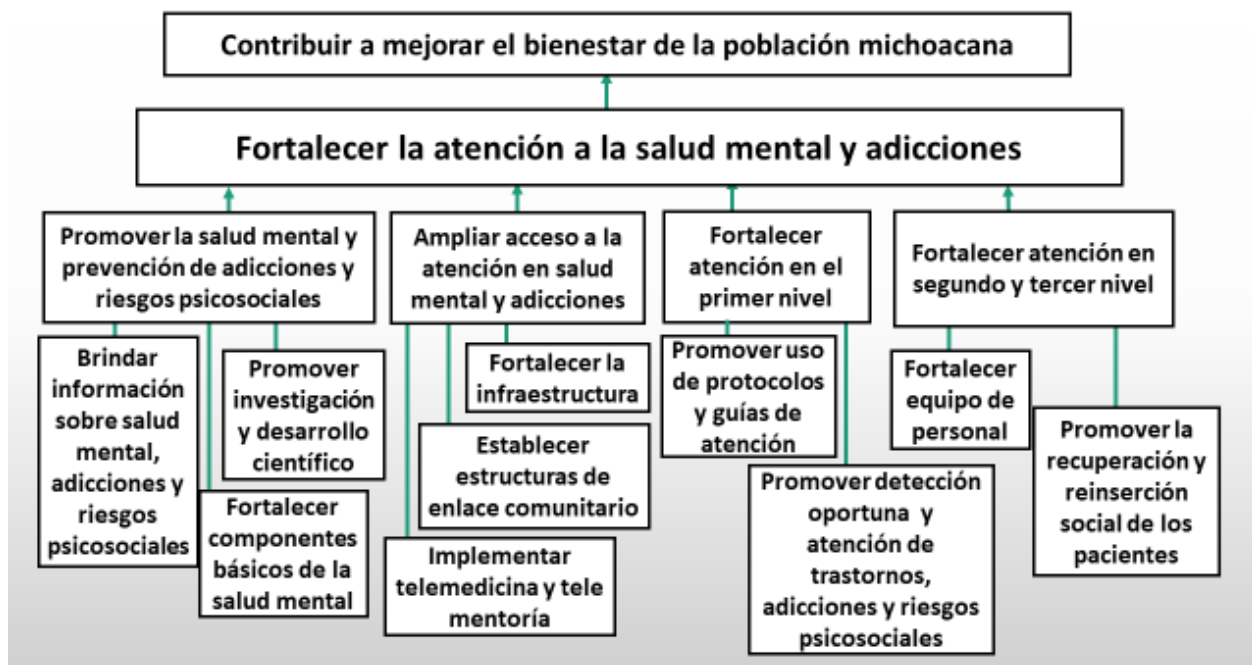 Contribuir a mejorar el bienestar de la población michoacana
Fortalecer la atención a la salud mental y adicciones
Promover la salud mental y
prevención de adicciones y
riesgos psicosociales
Ampliar acceso a la
atención en salud
mental y adicciones
Fortalecer
atención en el
primer nivel
Fortalecer atención en
segundo y tercer nivel
Brindar
información
sobre salud
mental,
adicciones y
riesgos
psicosociales
Promover
investigación
y desarrollo
científico
Fortalecer
componentes
básicos de la
salud mental
Fortalecer la
infraestructura
Establecer
estructuras de
enlace comunitario
Implementar
telemedicina y tele
mentoría
Promover uso
de protocolos
y guías de
atención
Promover detección
oportuna y
atención de
trastornos,
adicciones y riesgos
psicosociales
Fortalecer
equipo de
personal
Promover la
recuperación y
reinserción
social de los
pacientes